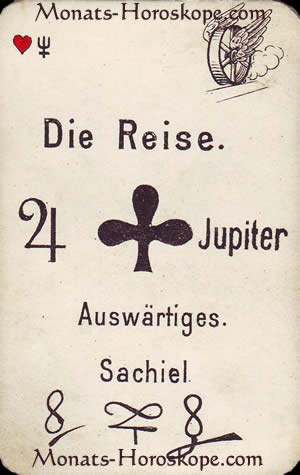 Monats-Horoskope.com
Die Reise.
♃ ♣ Jupiter
Auswärtiges.
Sachiel
Monats-Horoskope.com